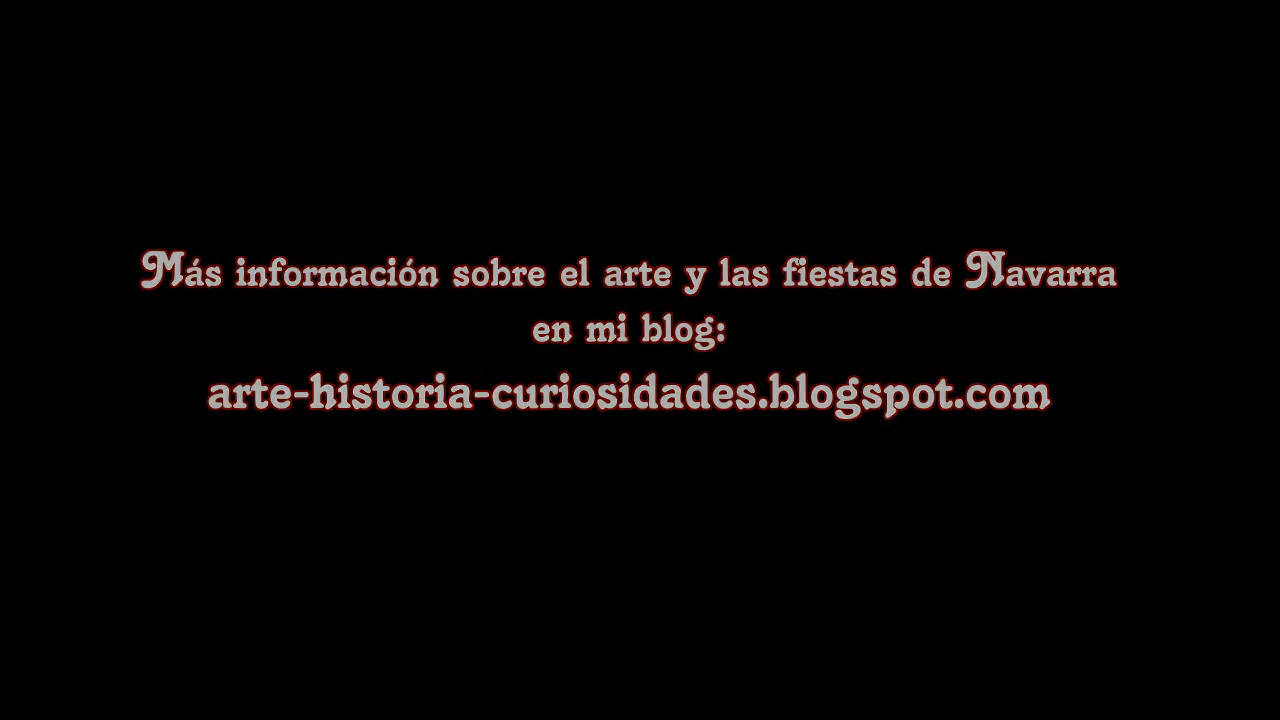 Más información sobre el arte y las fiestas de Navarra
en mi blog:
arte-historia-curiosidades.blogspot.com